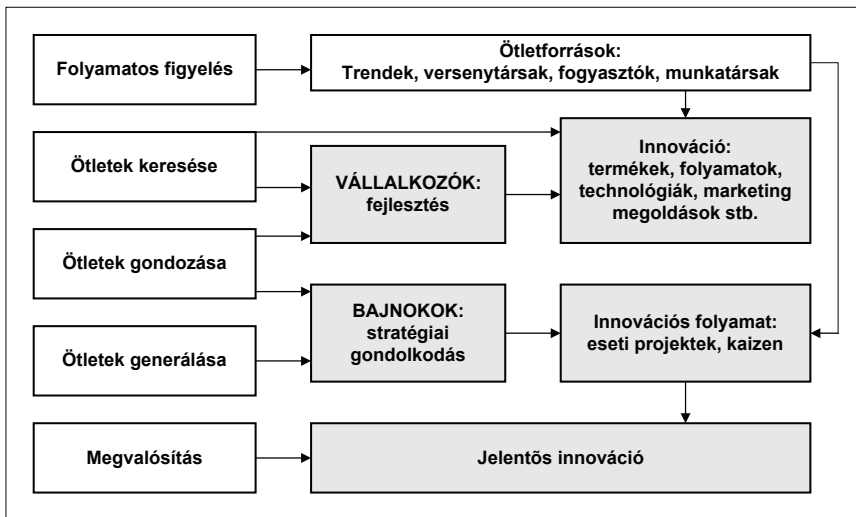 Folyamatos figyelés
Ötletforrások:
Trendek, versenytársak, fogyasztók, munkatársak
Ötletek keresése
VÁLLALKOZÓK:
fejlesztés
Innováció:
termékek, folyamatok,
technológiák, marketing
megoldások stb.
Ötletek gondozása
BAJNOKOK:
stratégiai
gondolkodás
Innovációs folyamat:
eseti projektek, kaizen
Ötletek generálása
Megvalósítás
Jelentõs innováció